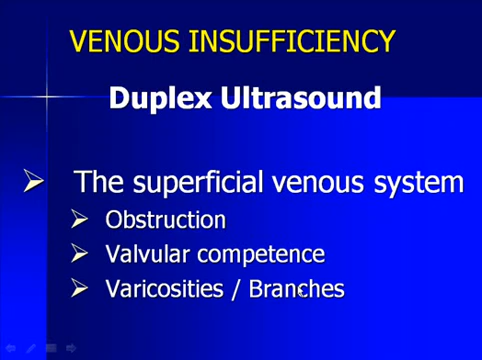 VENOUS INSUFFICIENCY
Duplex Ultrasound
The superficial venous system
Obstruction
Valvular competence
Varicosities / Branches